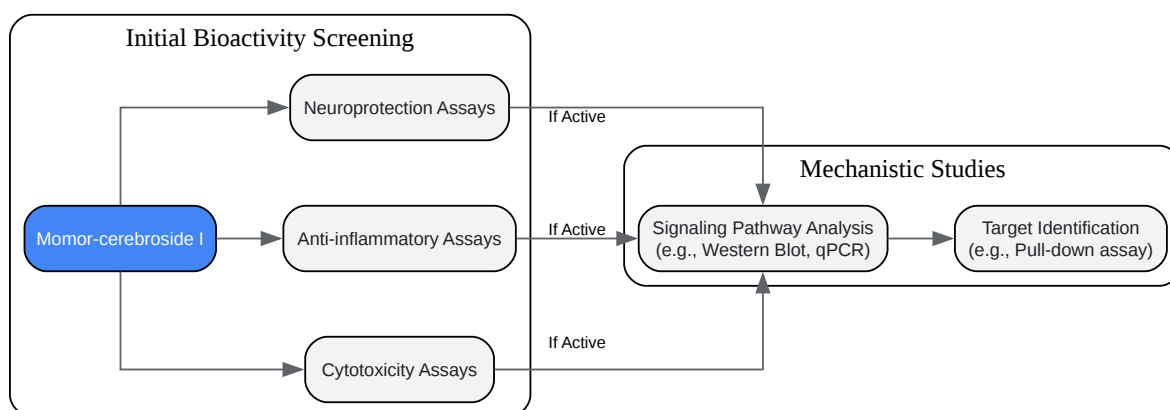 Initial Bioactivity Screening
Neuroprotection Assays
If Active
Mechanistic Studies
Momor-cerebroside I
Anti-inflammatory Assays
If Active
Signaling Pathway Analysis
(e.g., Western Blot, qPCR)
Target Identification
(e.g., Pull-down assay)
Cytotoxicity Assays
If Active